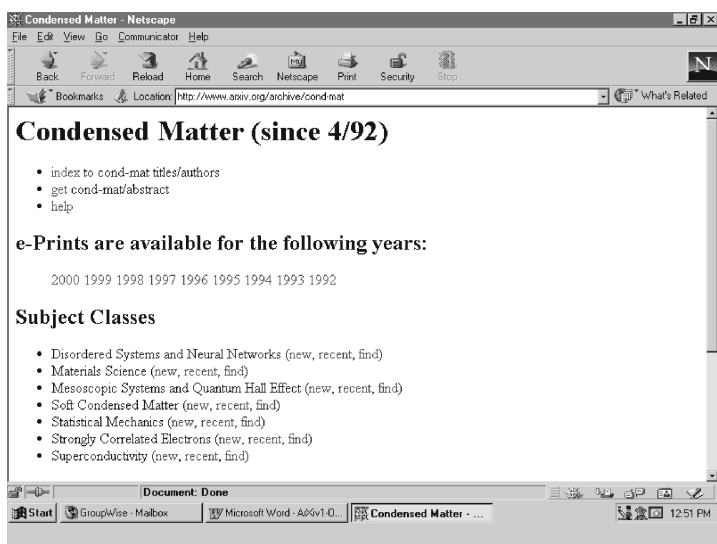 Condensed Matter - Netscape
File Edit View Go Communicator Help
Back Forward Reload Home Search Netscape Print Security Stop
N
Bookmarks Location: http://www.arxiv.org/archive/cond-mat What's Related
Condensed Matter (since 4/92)
• index to cond-mat titles/authors
• get cond-mat/abstract
• help
e-Prints are available for the following years:
2000 1999 1998 1997 1996 1995 1994 1993 1992
Subject Classes
• Disordered Systems and Neural Networks (new, recent, find)
• Materials Science (new, recent, find)
• Mesoscopic Systems and Quantum Hall Effect (new, recent, find)
• Soft Condensed Matter (new, recent, find)
• Statistical Mechanics (new, recent, find)
• Strongly Correlated Electrons (new, recent, find)
• Superconductivity (new, recent, find)
Document: Done
Start GroupWise - Mailbox Microsoft Word - ArXiv1-0... Condensed Matter - ... 12:51 PM